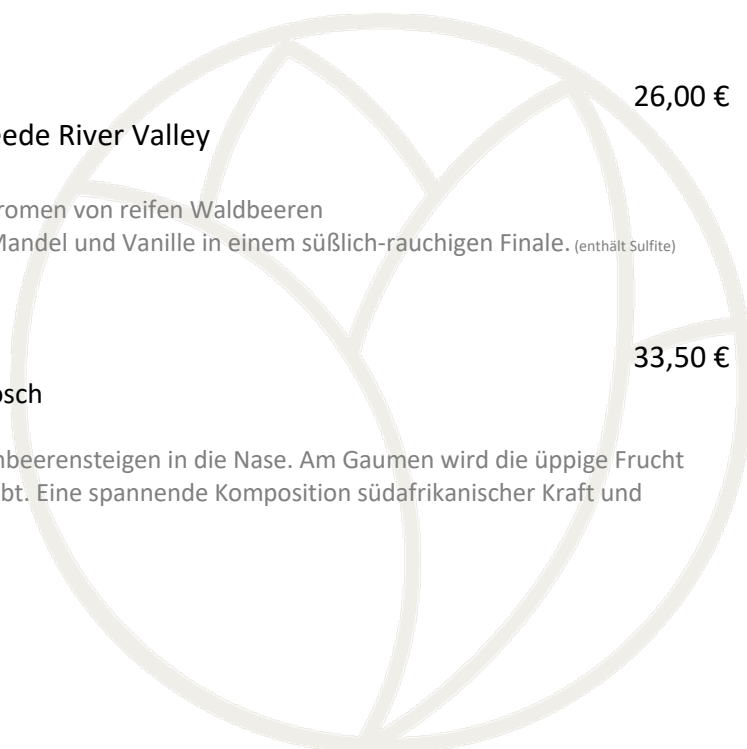 26,00 €
eede River Valley
romen von reifen Waldbeeren
Mandel und Vanille in einem süßlich-rauchigen Finale. (enthält Sulfite)
33,50 €
osch
nbeerensteigen in die Nase. Am Gaumen wird die üppige Frucht
bt. Eine spannende Komposition südafrikanischer Kraft und